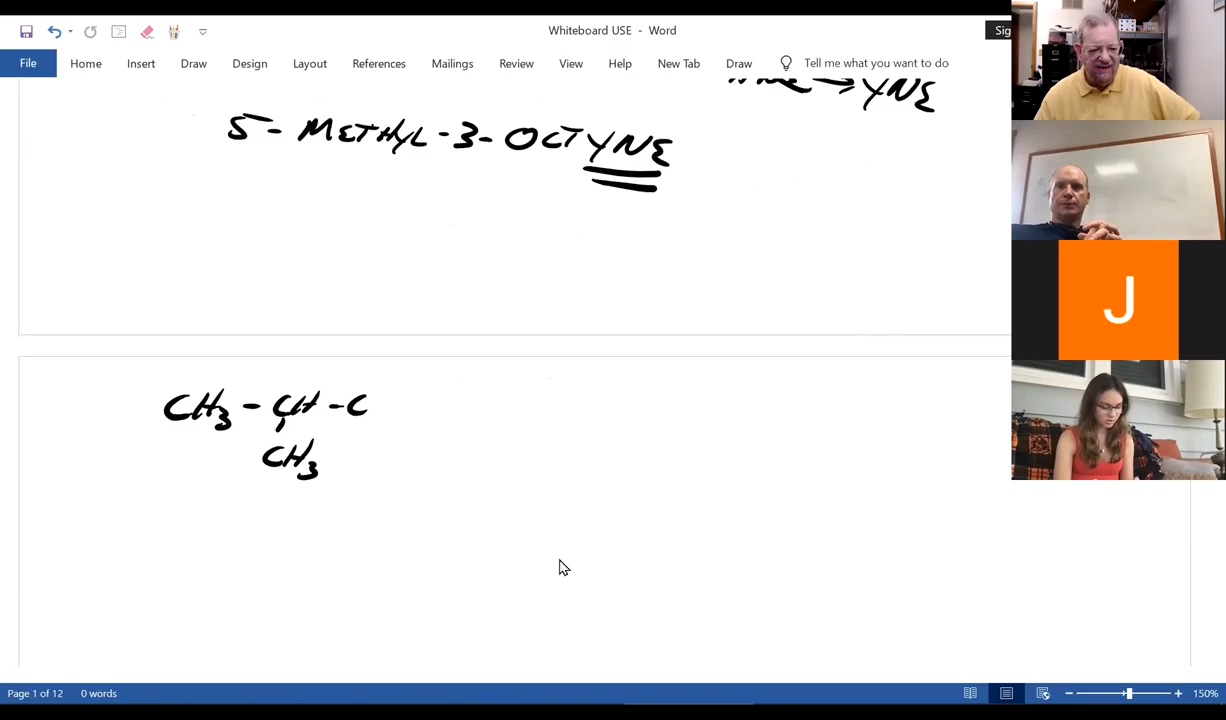 Whiteboard USE - Word
Sig
File Home Insert Draw Design Layout References Mailings Review View Help New Tab Draw Tell me what you want to do
→ YNE
5 - METHYL - 3 - OCTYNE
CH3 - CH - C
CH3
J
Page 1 of 12 0 words
150%